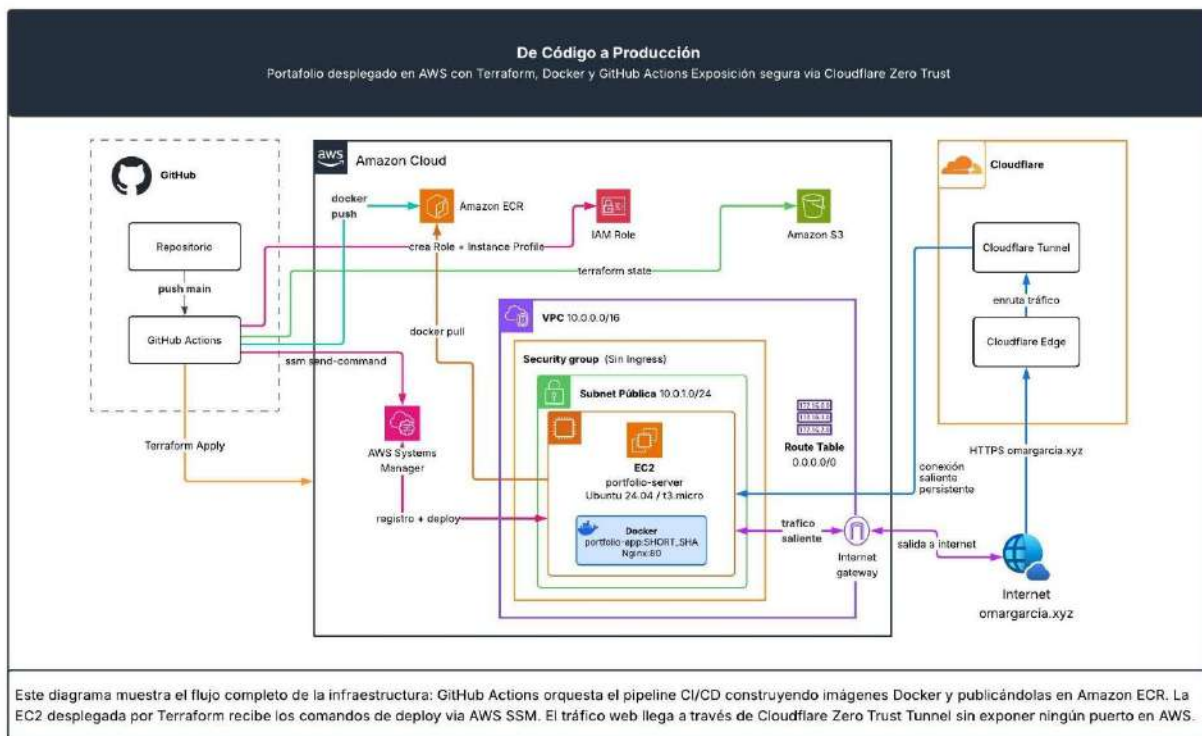 De Código a Producción
Portafolio desplegado en AWS con Terraform, Docker y GitHub Actions Exposición segura via Cloudflare Zero Trust
GitHub
Repositorio
push main
GitHub Actions
Terraform Apply
aws
Amazon Cloud
docker
push
Amazon ECR
crea Role + Instance Profile
IAM Role
terraform state
Amazon S3
docker pull
ssm send-command
AWS Systems
Manager
registro + deploy
VPC 10.0.0.0/16
Security group (Sin Ingress)
Subnet Pública 10.0.1.0/24
EC2
portfolio-server
Ubuntu 24.04 / t3.micro
Docker
portfolio-app:SHORT_SHA
Nginx:80
Route Table
0.0.0.0/0
trafico
saliente
Internet
gateway
salida a internet
Cloudflare
Cloudflare Tunnel
enruta tráfico
Cloudflare Edge
HTTPS omargarcia.xyz
conexión
saliente
persistente
Internet
omargarcia.xyz
Este diagrama muestra el flujo completo de la infraestructura: GitHub Actions orquesta el pipeline CI/CD construyendo imágenes Docker y publicándolas en Amazon ECR. La
EC2 desplegada por Terraform recibe los comandos de deploy via AWS SSM. El tráfico web llega a través de Cloudflare Zero Trust Tunnel sin exponer ningún puerto en AWS.